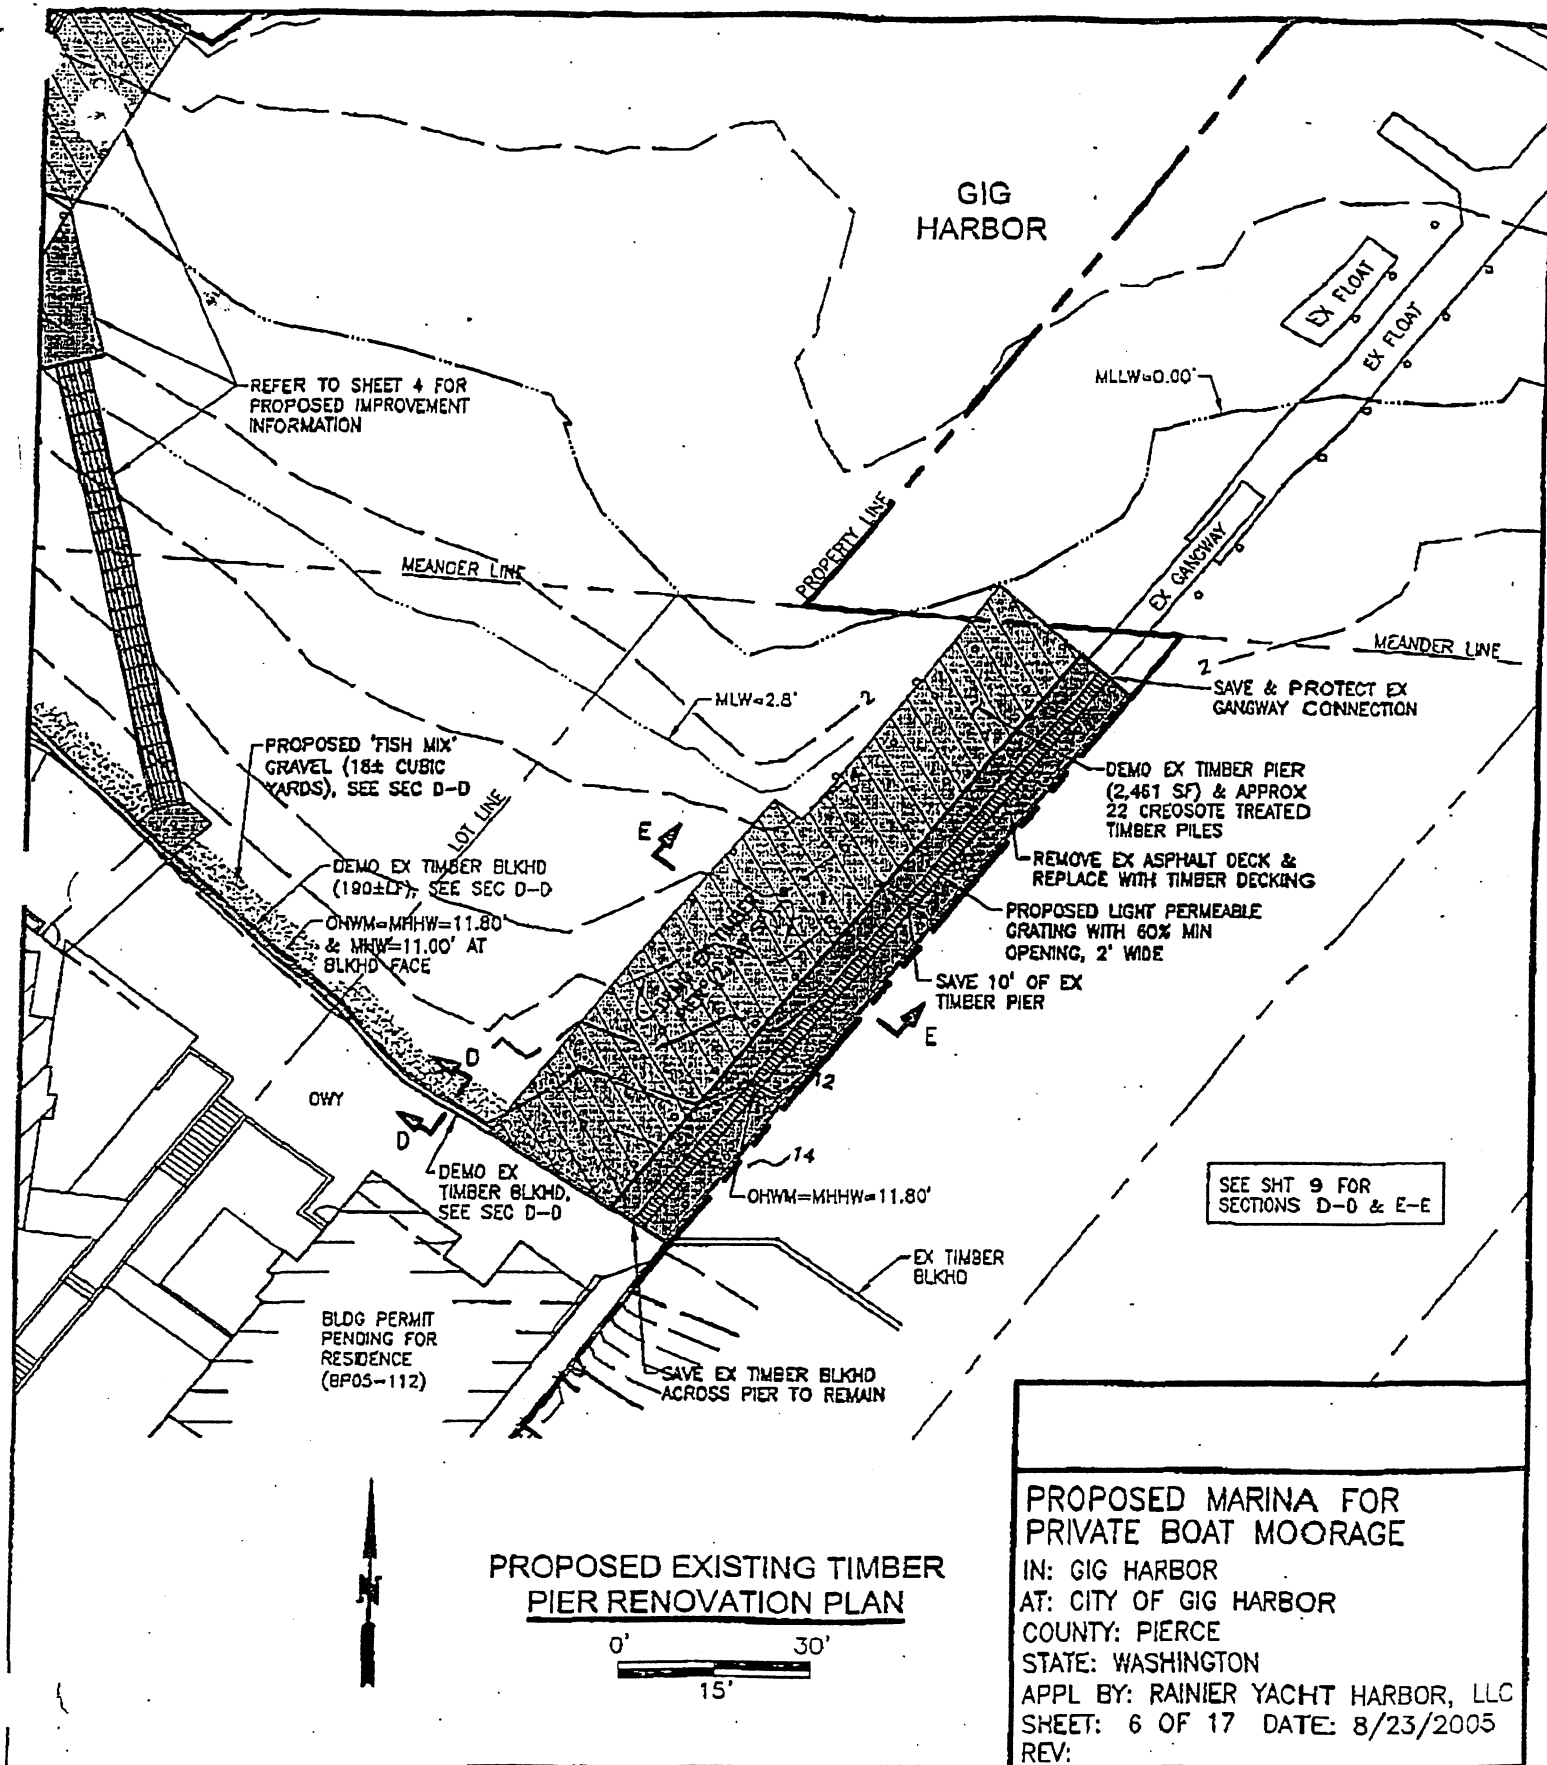 GIG
HARBOR
EX FLOAT
EX FLOAT
MLLW=0.00'
REFER TO SHEET 4 FOR
PROPOSED IMPROVEMENT
INFORMATION
PROPERTY LINE
EX GANGWAY
MEANDER LINE
MEANDER LINE
2
SAVE & PROTECT EX
GANGWAY CONNECTION
MLW=2.8'
2
PROPOSED 'FISH MIX'
GRAVEL (18± CUBIC
YARDS), SEE SEC D-D
LOT LINE
DEMO EX TIMBER PIER
(2,461 SF) & APPROX
22 CREOSOTE TREATED
TIMBER PILES
E
DEMO EX TIMBER BLKHD
(190±LF), SEE SEC D-D
REMOVE EX ASPHALT DECK &
REPLACE WITH TIMBER DECKING
OHWM=MHHW=11.80'
& MHW=11.00' AT
BLKHD FACE
PROPOSED LIGHT PERMEABLE
GRATING WITH 60% MIN
OPENING, 2' WIDE
DEMO EX TIMBER
SAVE 10' OF EX
TIMBER PIER
E
D
12
DWY
D
14
DEMO EX
TIMBER BLKHD,
SEE SEC D-D
OHWM=MHHW=11.80'
SEE SHT 9 FOR
SECTIONS D-D & E-E
EX TIMBER
BLKHD
BLDG PERMIT
PENDING FOR
RESIDENCE
(BP05-112)
SAVE EX TIMBER BLKHD
ACROSS PIER TO REMAIN
N
PROPOSED EXISTING TIMBER
PIER RENOVATION PLAN
0' 30'
15'
PROPOSED MARINA FOR
PRIVATE BOAT MOORAGE
IN: GIG HARBOR
AT: CITY OF GIG HARBOR
COUNTY: PIERCE
STATE: WASHINGTON
APPL BY: RAINIER YACHT HARBOR, LLC
SHEET: 6 OF 17 DATE: 8/23/2005
REV: